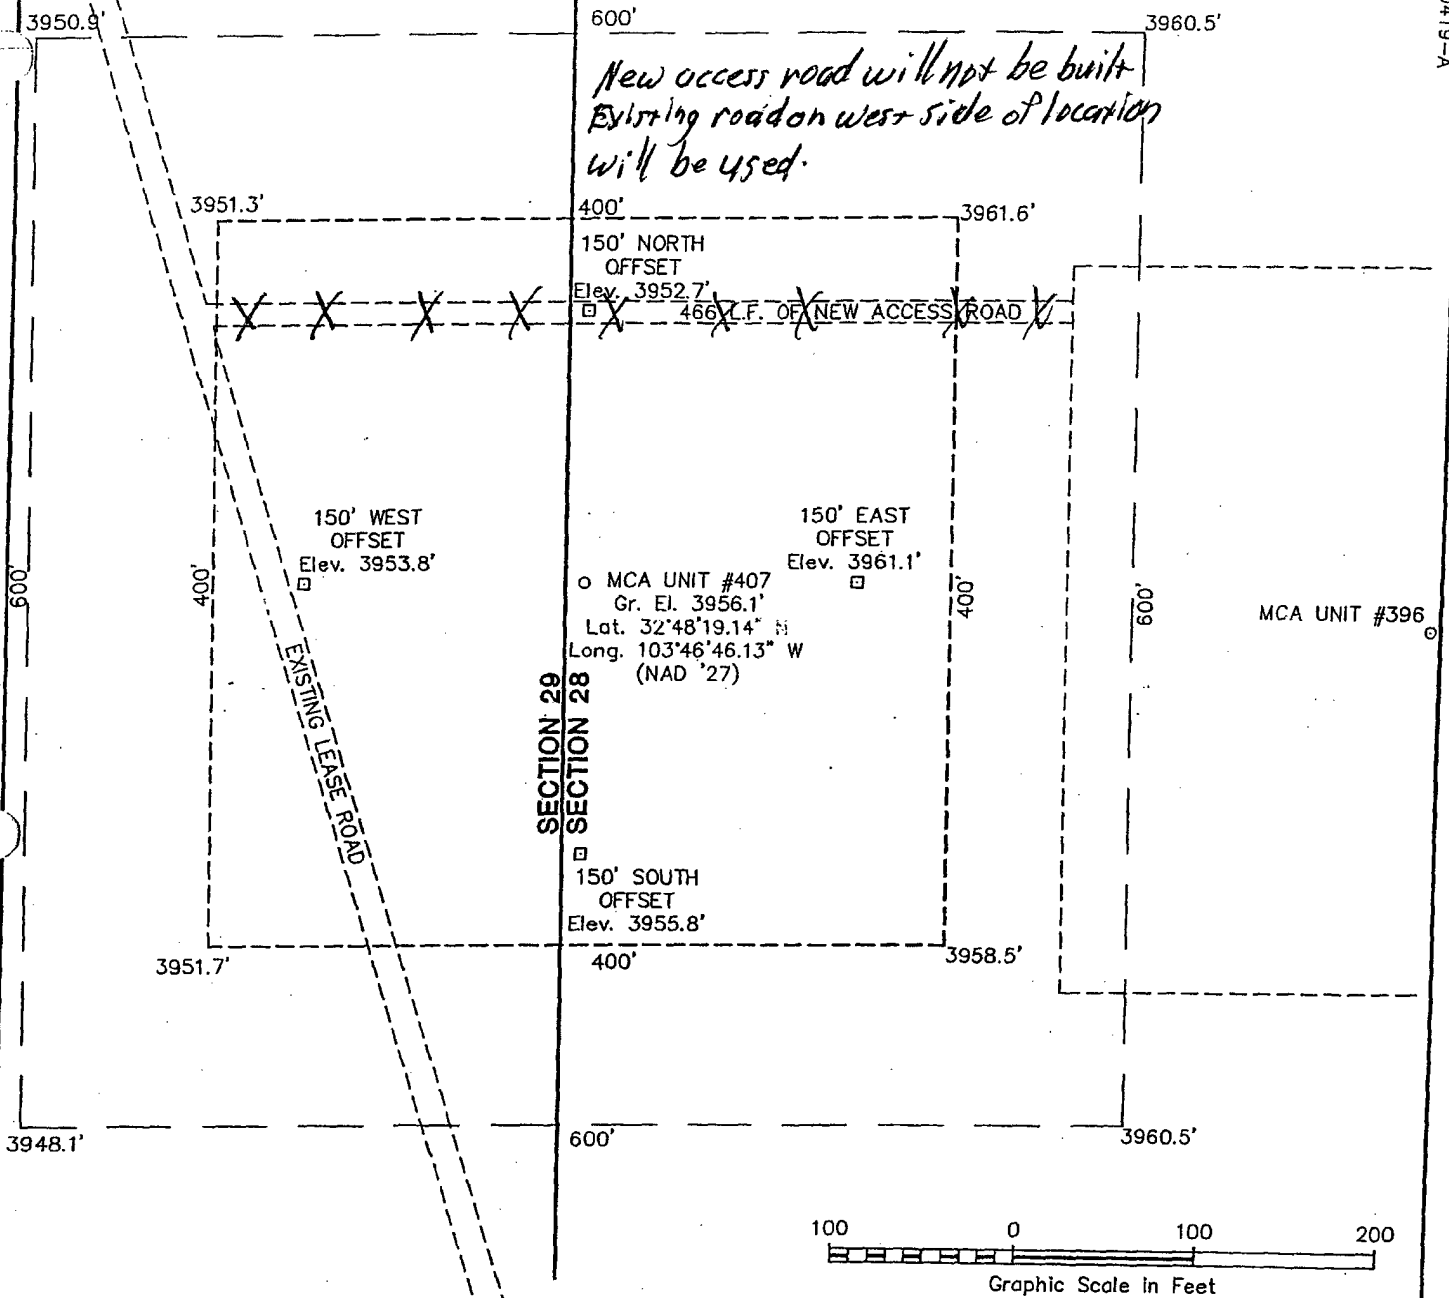 3950.9'
600'
3960.5'
0419-A
New access road will not be built
Existing road on west side of location
will be used.
3951.3'
400'
3961.6'
150' NORTH
OFFSET
Elev. 3952.7'
466 L.F. OF NEW ACCESS ROAD
150' WEST
OFFSET
Elev. 3953.8'
150' EAST
OFFSET
Elev. 3961.1'
600'
400'
MCA UNIT #407
Gr. El. 3956.1'
Lat. 32°48'19.14" N
Long. 103°46'46.13" W
(NAD '27)
400'
600'
MCA UNIT #396
EXISTING LEASE ROAD
SECTION 29
SECTION 28
150' SOUTH
OFFSET
Elev. 3955.8'
3951.7'
400'
3958.5'
3948.1'
600'
3960.5'
100 0 100 200
Graphic Scale in Feet